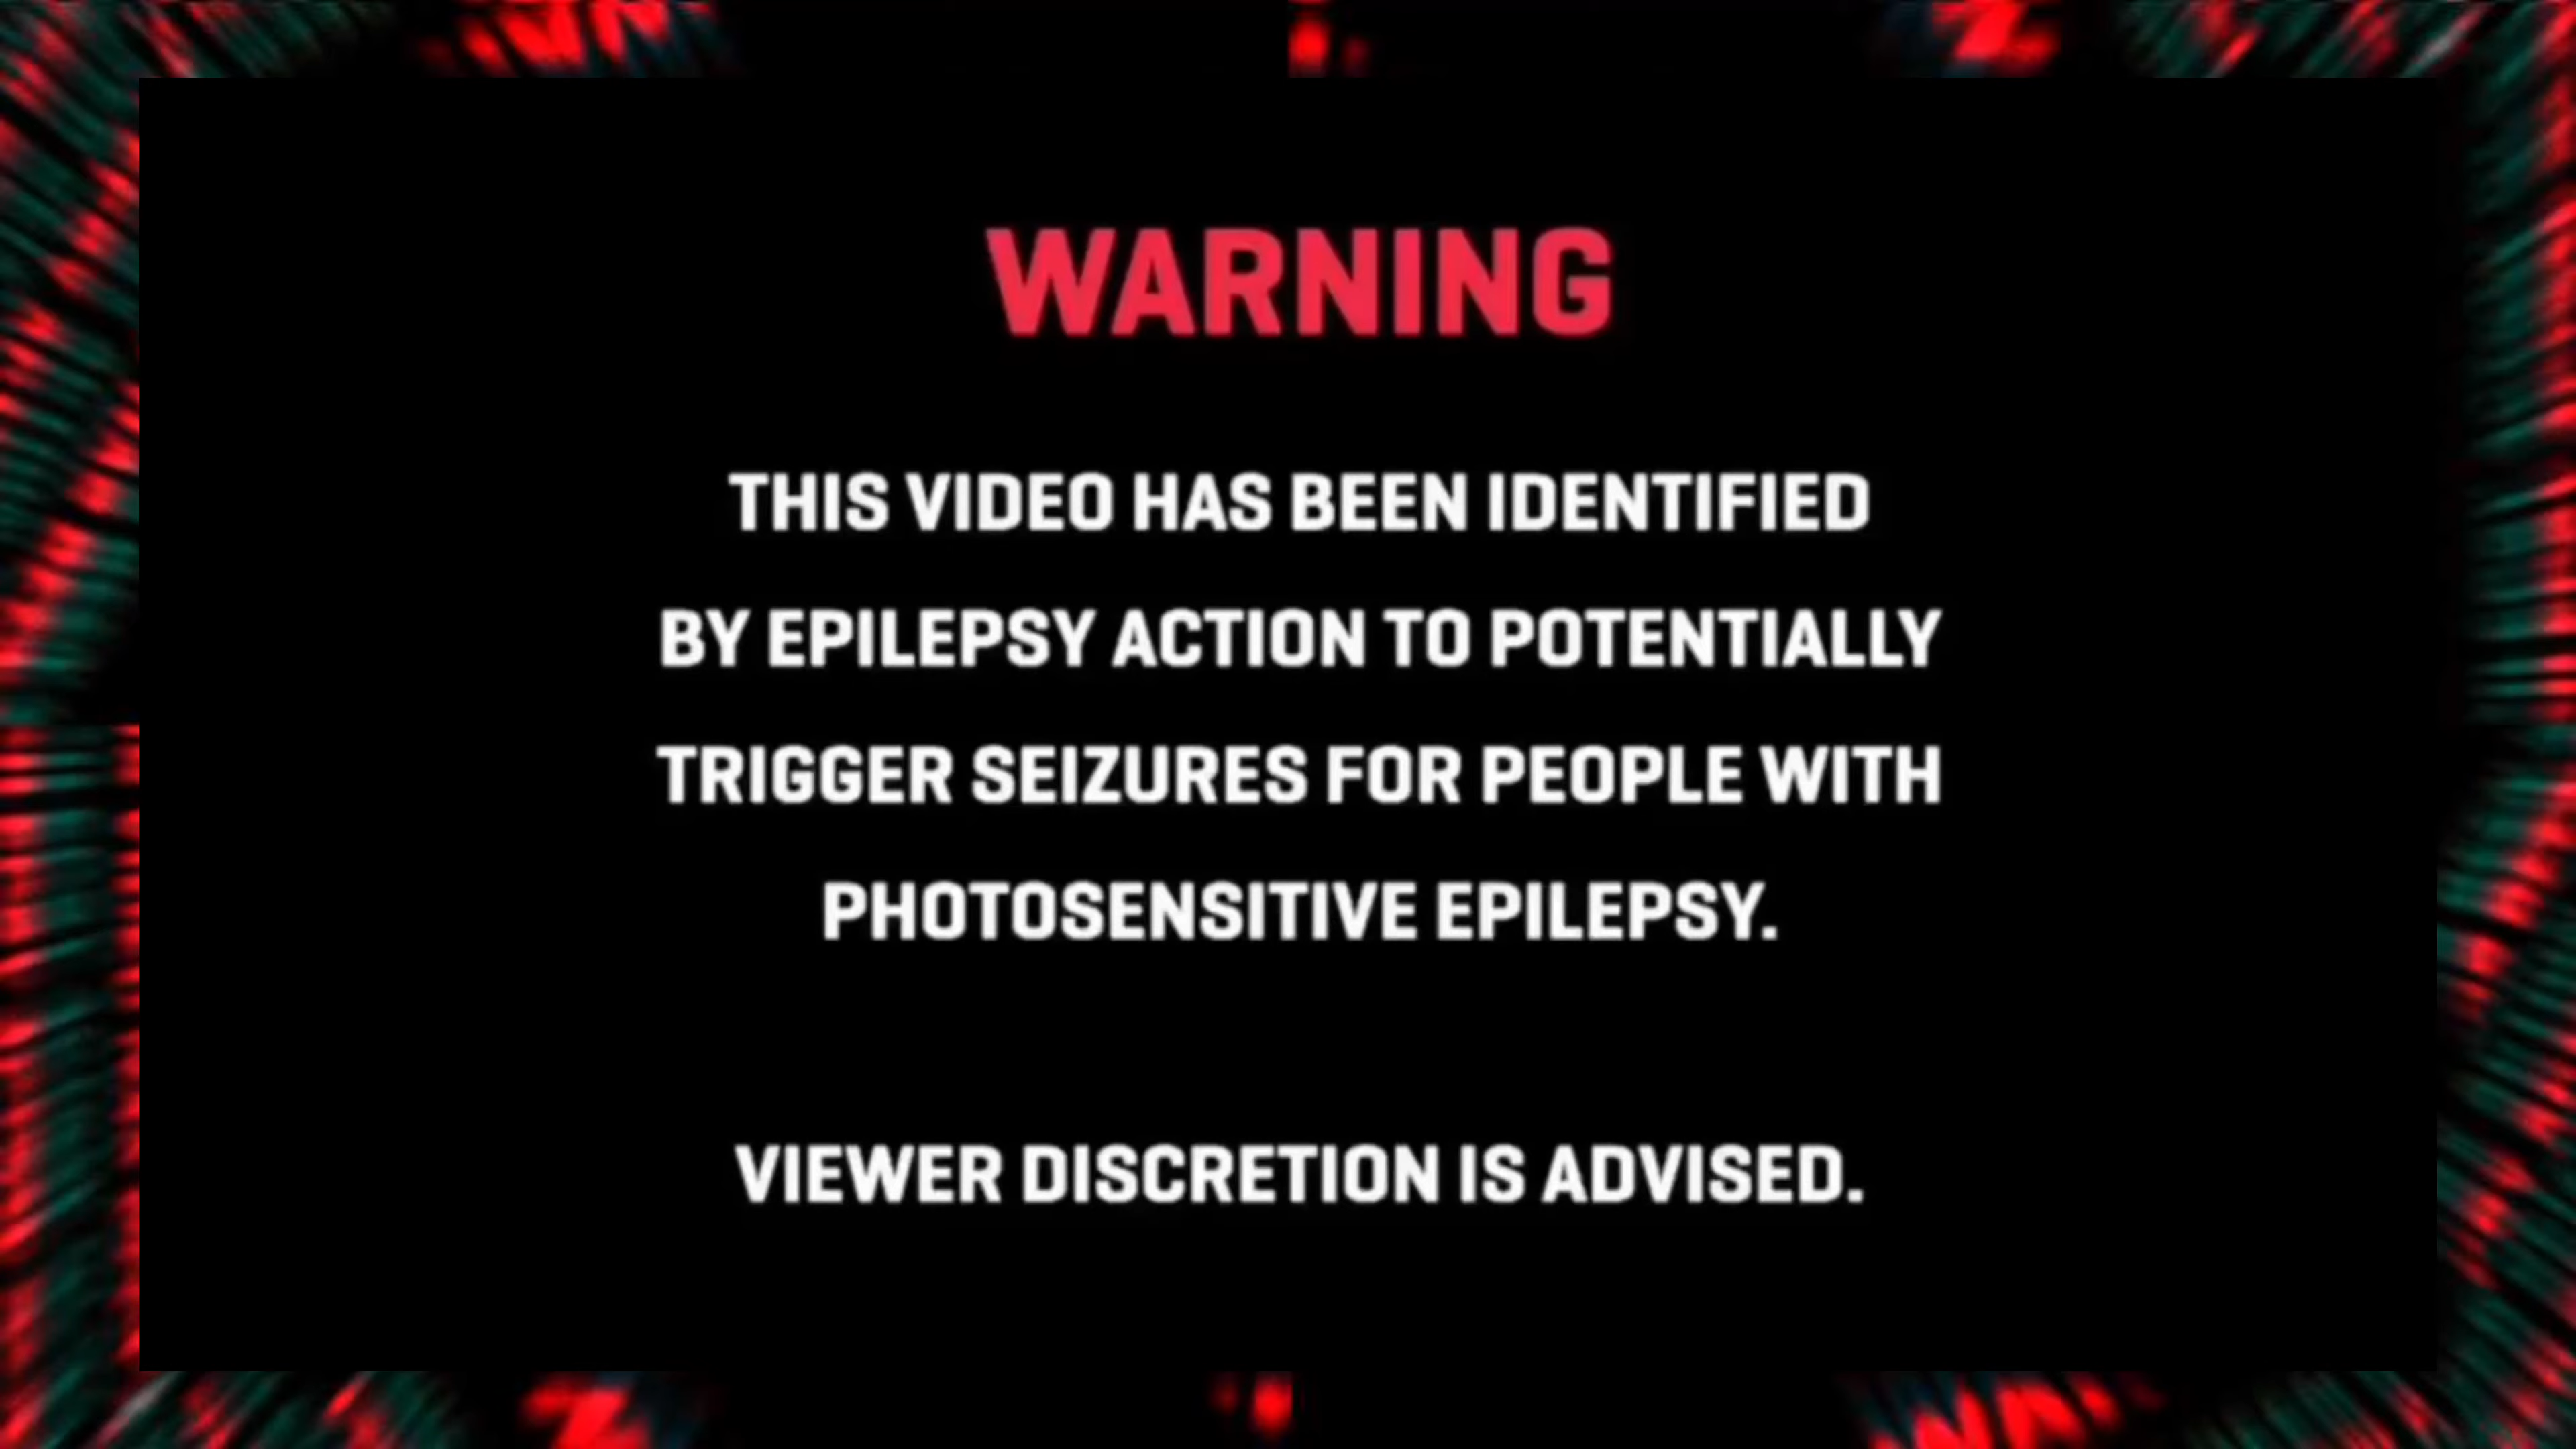 WARNING
THIS VIDEO HAS BEEN IDENTIFIED
BY EPILEPSY ACTION TO POTENTIALLY
TRIGGER SEIZURES FOR PEOPLE WITH
PHOTOSENSITIVE EPILEPSY.
VIEWER DISCRETION IS ADVISED.